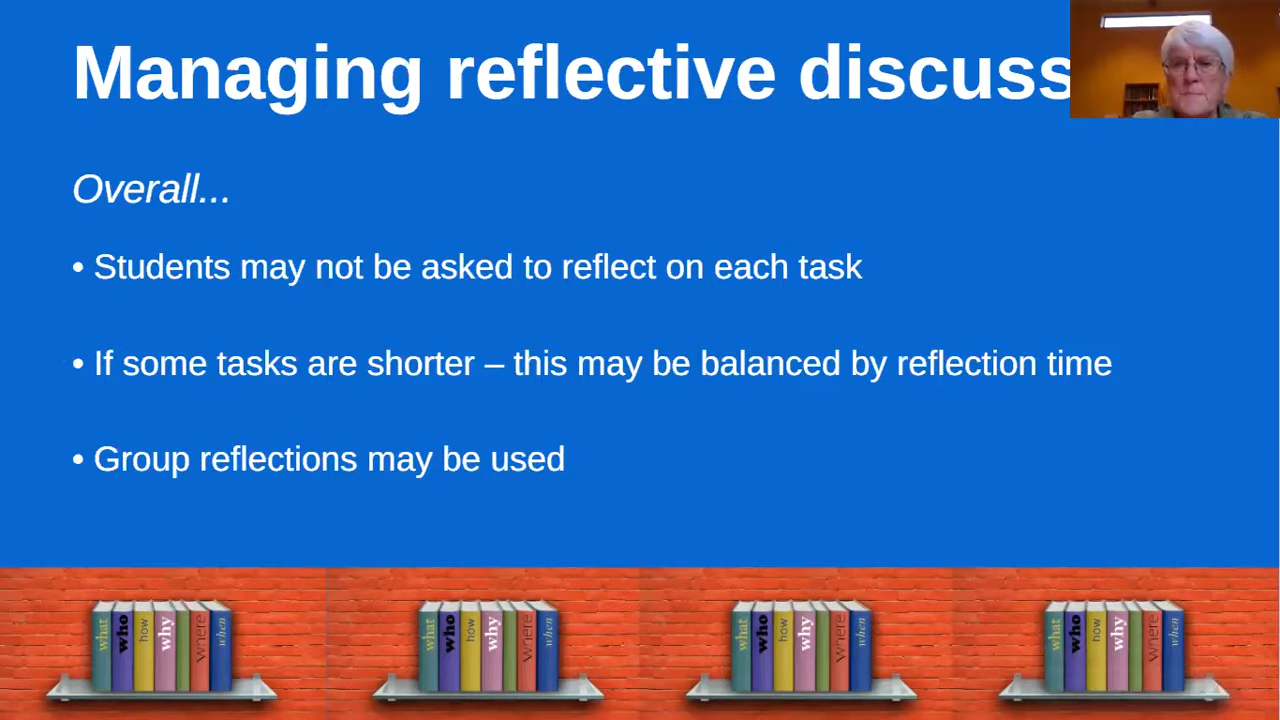 Managing reflective discuss
Overall...
• Students may not be asked to reflect on each task
• If some tasks are shorter – this may be balanced by reflection time
• Group reflections may be used
what who how why where when
what who how why where when
what who how why where when
what who how why where when